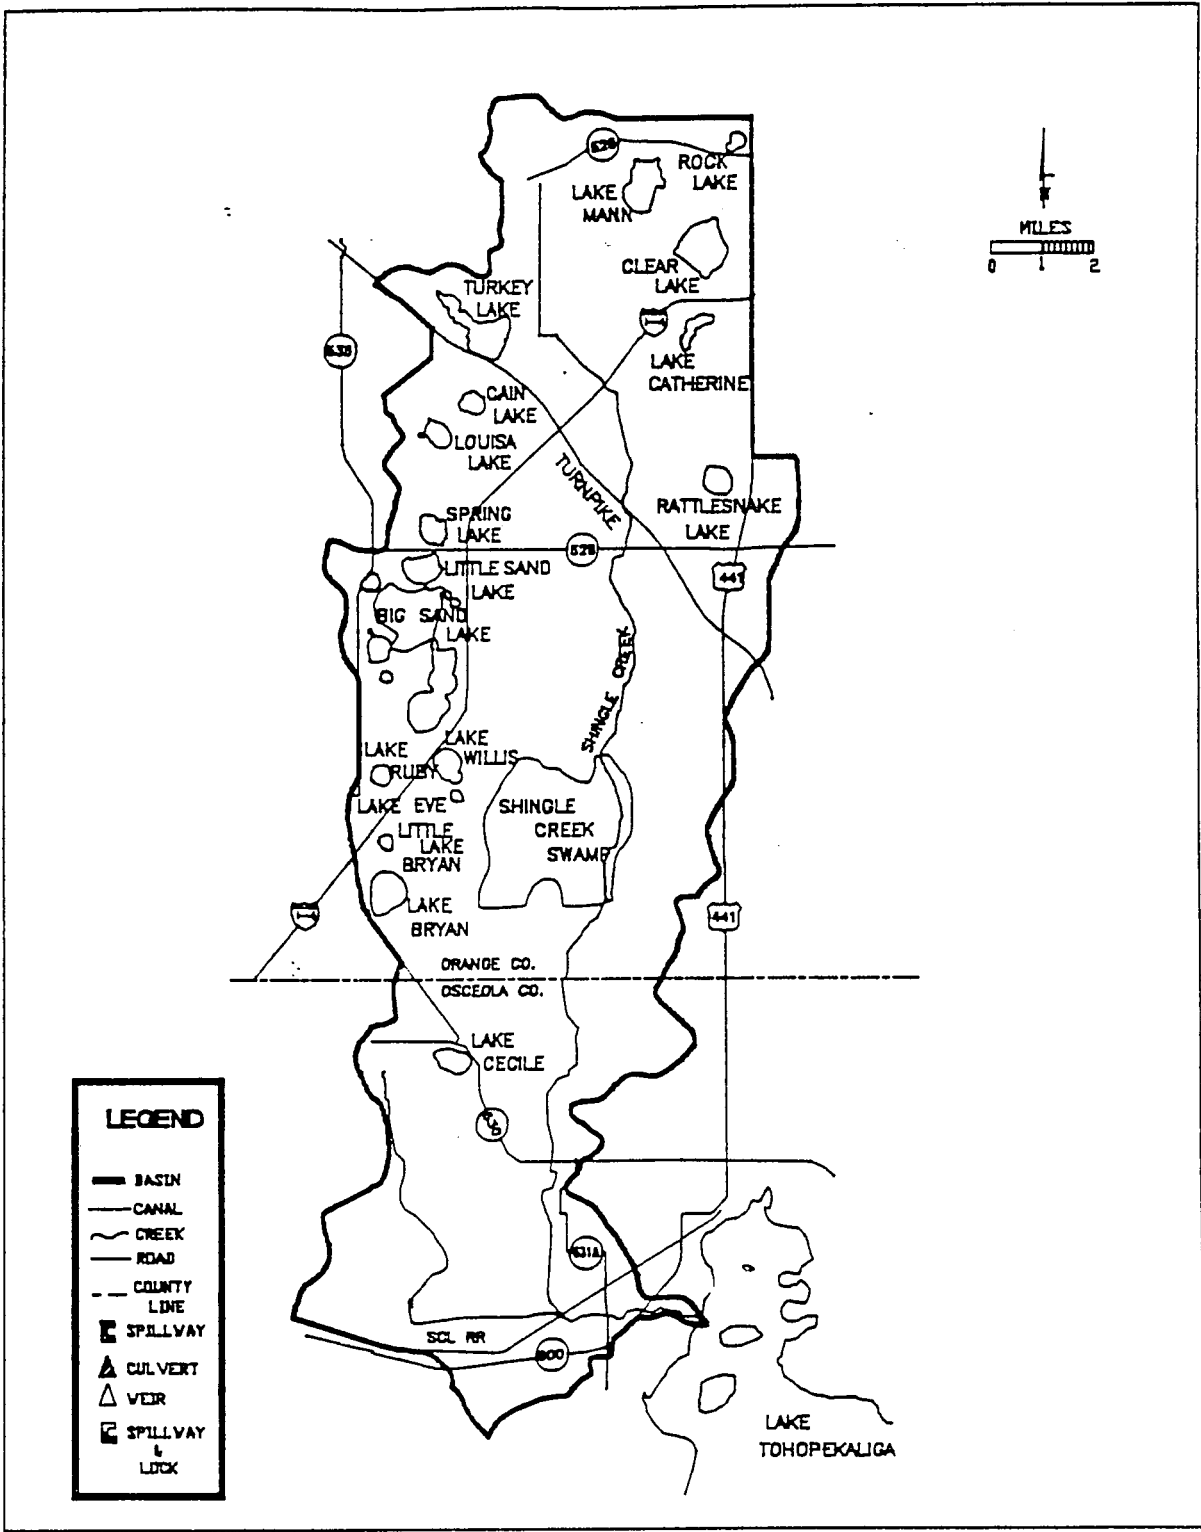 526
ROCK
LAKE
LAKE
MANN
N
MILES
0 1 2
CLEAR
LAKE
TURKEY
LAKE
I-4
535
LAKE
CATHERINE
CAIN
LAKE
LOUISA
LAKE
TURNPIKE
RATTLESNAKE
LAKE
SPRING
LAKE
528
LITTLE SAND
LAKE
441
BIG SAND
LAKE
SHINGLE CREEK
LAKE
WILLIS
LAKE
RUBY
LAKE EVE
SHINGLE
CREEK
SWAMP
LITTLE
LAKE
BRYAN
LAKE
BRYAN
I-4
441
ORANGE CO.
OSCEOLA CO.
LAKE
CECILE
531A
SCL RR
LAKE
TOHOPEKALIGA
LEGEND
BASIN
CANAL
CREEK
ROAD
COUNTY
LINE
SPILLWAY
CULVERT
WEIR
SPILLWAY
&
LOCK